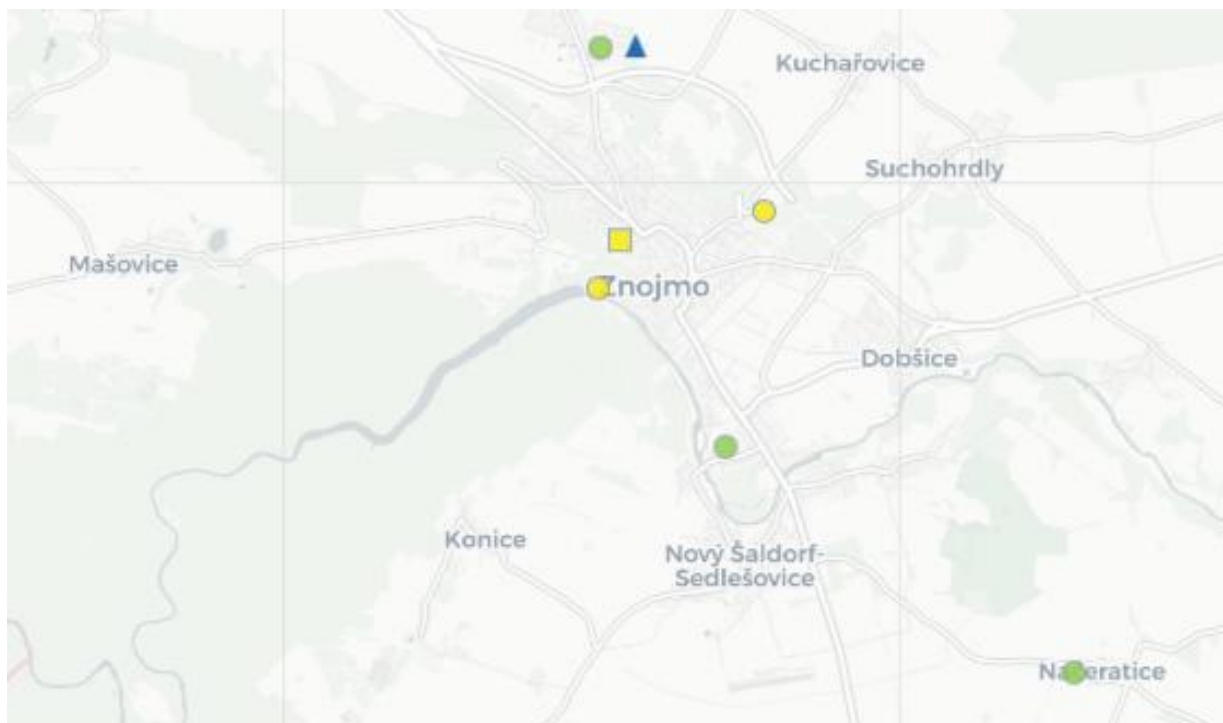 Kuchařovice
Suchohrdly
Mašovice
Znojmo
Dobšice
Konice
Nový Šaldorf-
Sedlešovice